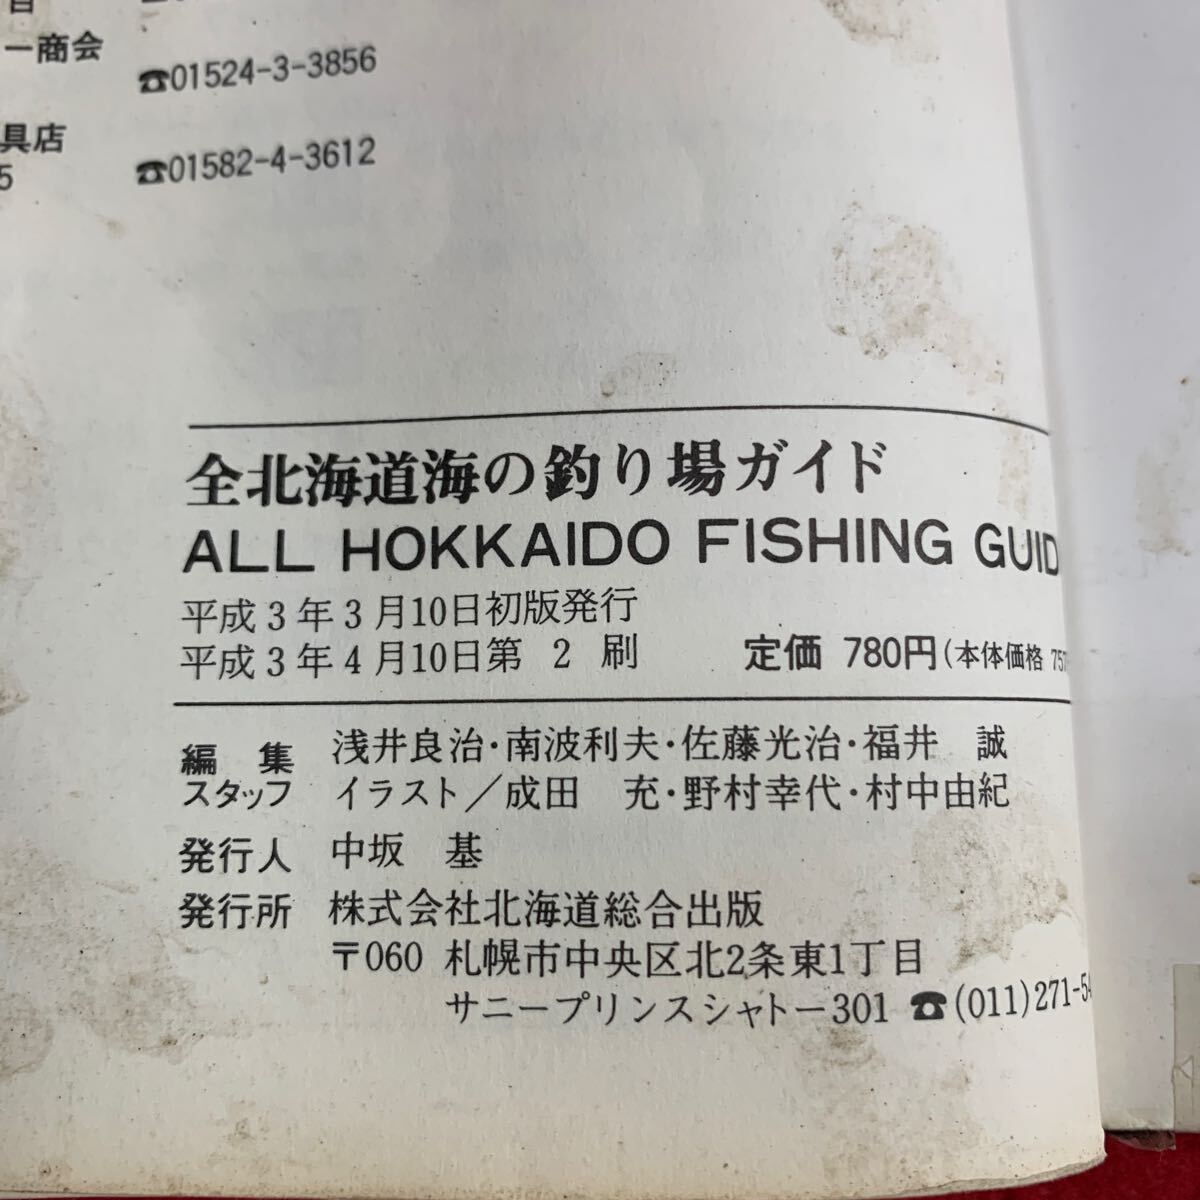 ー商会
☎01524-3-3856
具店
5
☎01582-4-3612
全北海道海の釣り場ガイド
ALL HOKKAIDO FISHING GUID
平成3年3月10日初版発行
平成3年4月10日第 2 刷 定価 780円(本体価格 757
編 集 浅井良治・南波利夫・佐藤光治・福井 誠
スタッフ イラスト/成田 充・野村幸代・村中由紀
発行人 中坂 基
発行所 株式会社北海道総合出版
〒060 札幌市中央区北2条東1丁目
サニープリンスシャトー301 ☎(011)271-54